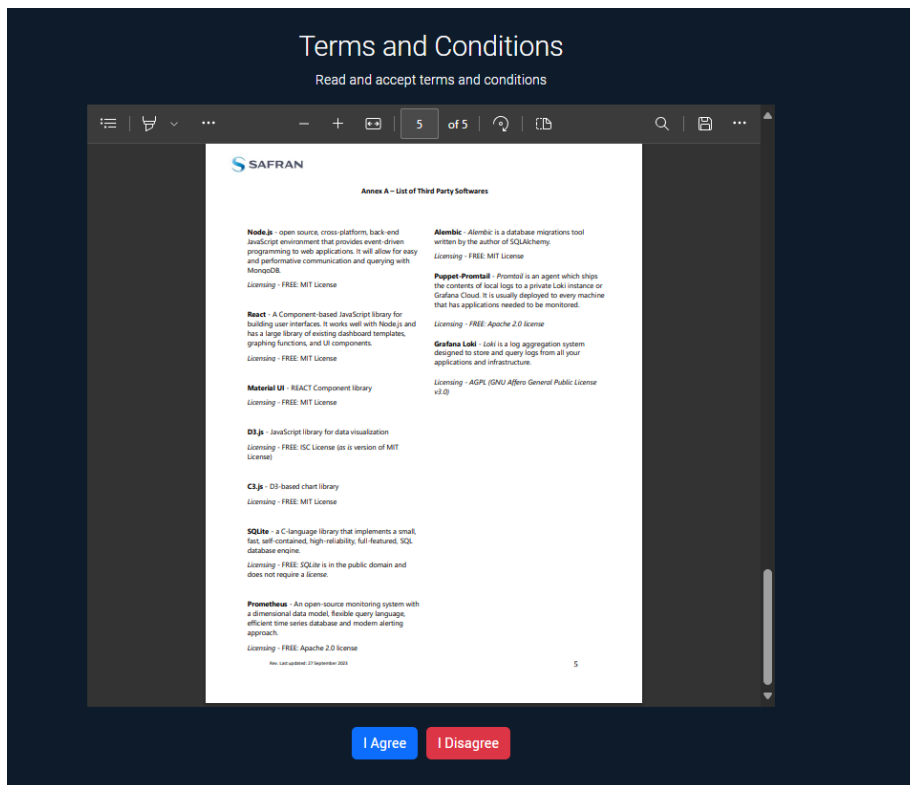 Terms and Conditions
Read and accept terms and conditions
5 of 5
SAFRAN
Annex A – List of Third Party Softwares
Node.js - open source, cross-platform, back-end
JavaScript environment that provides event-driven
programming to web applications. It will allow for easy
and performative communication and querying with
MongoDB.
Licensing - FREE: MIT License
React - A Component-based JavaScript library for
building user interfaces. It works well with Node.js and
has a large library of existing dashboard templates,
graphing functions, and UI components.
Licensing - FREE: MIT License
Material UI - REACT Component library
Licensing - FREE: MIT License
D3.js - JavaScript library for data visualization
Licensing - FREE: ISC License (as is version of MIT
License)
C3.js - D3-based chart library
Licensing - FREE: MIT License
SQLite - a C-language library that implements a small,
fast, self-contained, high-reliability, full-featured, SQL
database engine.
Licensing - FREE: SQLite is in the public domain and
does not require a license.
Prometheus - An open-source monitoring system with
a dimensional data model, flexible query language,
efficient time series database and modern alerting
approach.
Licensing - FREE: Apache 2.0 license
Alembic - Alembic is a database migrations tool
written by the author of SQLAlchemy.
Licensing - FREE: MIT License
Puppet-Promtail - Promtail is an agent which ships
the contents of local logs to a private Loki instance or
Grafana Cloud. It is usually deployed to every machine
that has applications needed to be monitored.
Licensing - FREE: Apache 2.0 license
Grafana Loki - Loki is a log aggregation system
designed to store and query logs from all your
applications and infrastructure.
Licensing - AGPL (GNU Affero General Public License
v3.0)
Rev. Last updated: 27 September 2023
5
I Agree
I Disagree